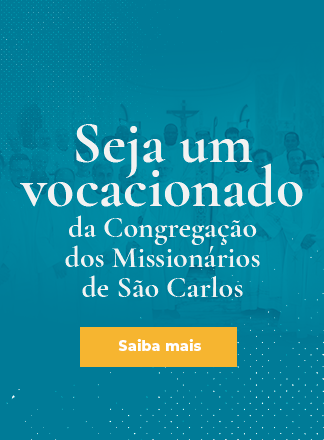 Seja um
vocacionado
da Congregação
dos Missionários
de São Carlos
Saiba mais